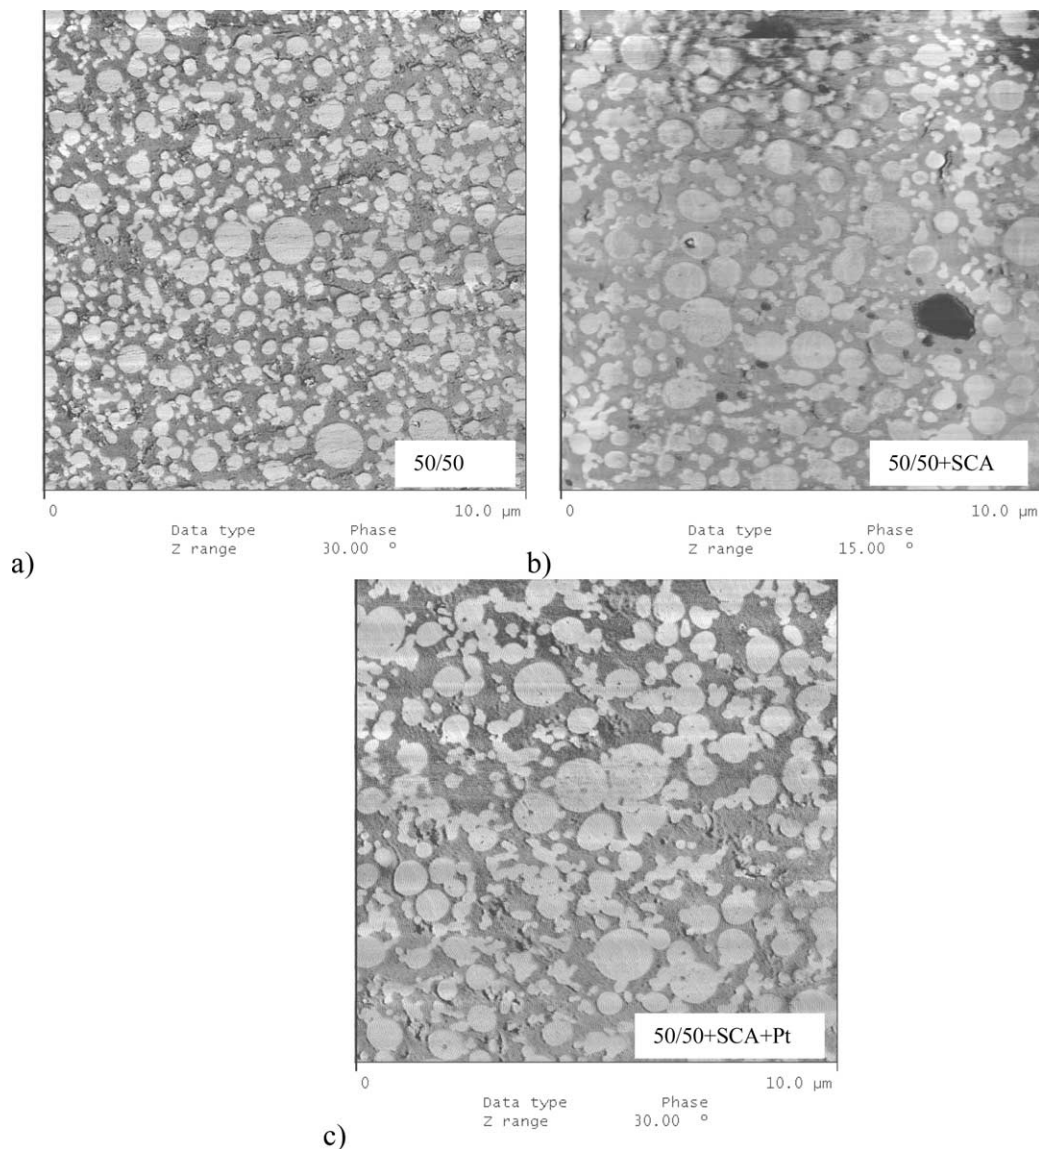 50/50
0 10.0 µm
Data type Phase
Z range 30.00 °
a)
50/50+SCA
0 10.0 µm
Data type Phase
Z range 15.00 °
b)
50/50+SCA+Pt
0 10.0 µm
Data type Phase
Z range 30.00 °
c)